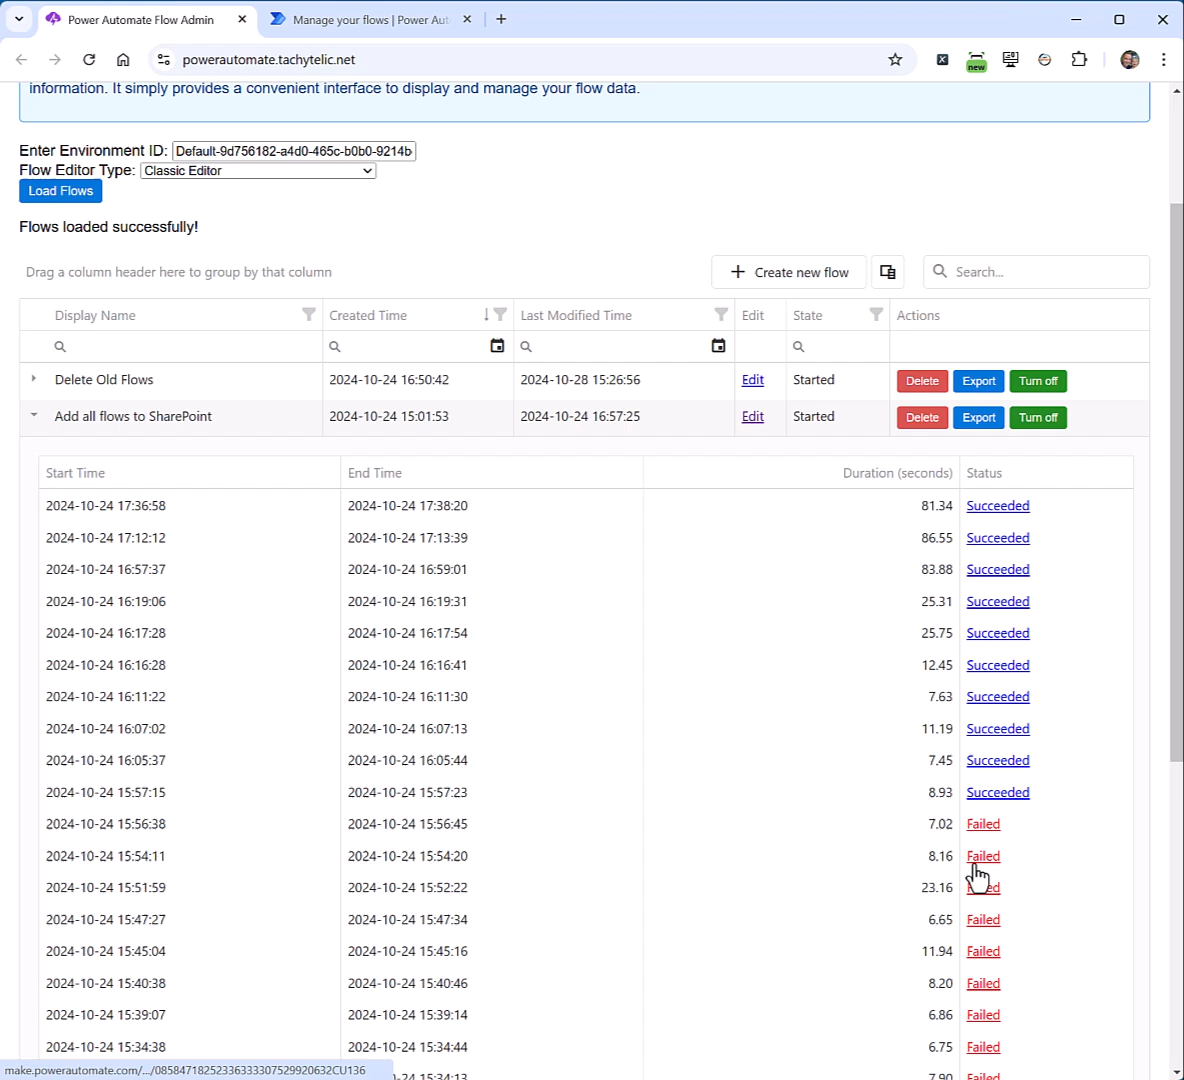 Power Automate Flow Admin
Manage your flows | Power Aut
powerautomate.tachytelic.net
new
information. It simply provides a convenient interface to display and manage your flow data.
Enter Environment ID: Default-9d756182-a4d0-465c-b0b0-9214b
Flow Editor Type: Classic Editor
Load Flows
Flows loaded successfully!
Drag a column header here to group by that column
Create new flow
Search...
Display Name Created Time Last Modified Time Edit State Actions
Delete Old Flows 2024-10-24 16:50:42 2024-10-28 15:26:56 Edit Started Delete Export Turn off
Add all flows to SharePoint 2024-10-24 15:01:53 2024-10-24 16:57:25 Edit Started Delete Export Turn off
Start Time End Time Duration (seconds) Status
2024-10-24 17:36:58 2024-10-24 17:38:20 81.34 Succeeded
2024-10-24 17:12:12 2024-10-24 17:13:39 86.55 Succeeded
2024-10-24 16:57:37 2024-10-24 16:59:01 83.88 Succeeded
2024-10-24 16:19:06 2024-10-24 16:19:31 25.31 Succeeded
2024-10-24 16:17:28 2024-10-24 16:17:54 25.75 Succeeded
2024-10-24 16:16:28 2024-10-24 16:16:41 12.45 Succeeded
2024-10-24 16:11:22 2024-10-24 16:11:30 7.63 Succeeded
2024-10-24 16:07:02 2024-10-24 16:07:13 11.19 Succeeded
2024-10-24 16:05:37 2024-10-24 16:05:44 7.45 Succeeded
2024-10-24 15:57:15 2024-10-24 15:57:23 8.93 Succeeded
2024-10-24 15:56:38 2024-10-24 15:56:45 7.02 Failed
2024-10-24 15:54:11 2024-10-24 15:54:20 8.16 Failed
2024-10-24 15:51:59 2024-10-24 15:52:22 23.16 Failed
2024-10-24 15:47:27 2024-10-24 15:47:34 6.65 Failed
2024-10-24 15:45:04 2024-10-24 15:45:16 11.94 Failed
2024-10-24 15:40:38 2024-10-24 15:40:46 8.20 Failed
2024-10-24 15:39:07 2024-10-24 15:39:14 6.86 Failed
2024-10-24 15:34:38 2024-10-24 15:34:44 6.75 Failed
15:34:13 7.90 Failed
make.powerautomate.com/.../08584718252336333307529920632CU136